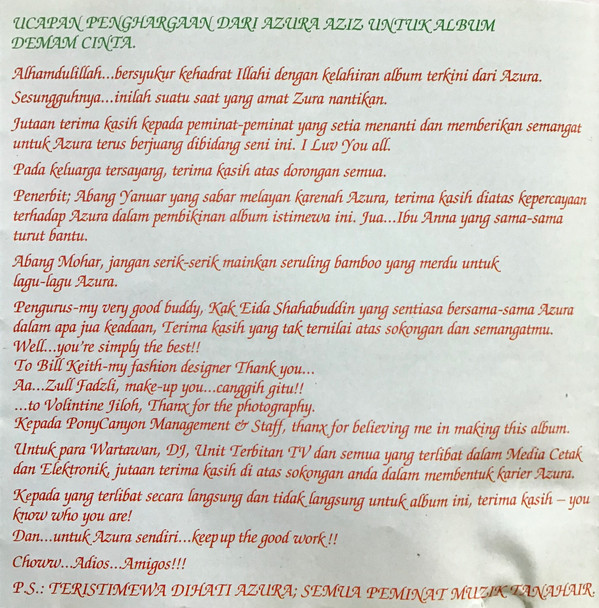 UCAPAN PENGHARGAAN DARI AZURA AZIZ UNTUK ALBUM
DEMAM CINTA.
Alhamdulillah...bersyukur kehadrat Illahi dengan kelahiran album terkini dari Azura.
Sesungguhnya...inilah suatu saat yang amat Zura nantikan.
Jutaan terima kasih kepada peminat-peminat yang setia menanti dan memberikan semangat
untuk Azura terus berjuang dibidang seni ini. I Luv You all.
Pada keluarga tersayang, terima kasih atas dorongan semua.
Penerbit; Abang Yanuar yang sabar melayan karenah Azura, terima kasih diatas kepercayaan
terhadap Azura dalam pembikinan album istimewa ini. Jua...Ibu Anna yang sama-sama
turut bantu.
Abang Mohar, jangan serik-serik mainkan seruling bamboo yang merdu untuk
lagu-lagu Azura.
Pengurus-my very good buddy, Kak Eida Shahabuddin yang sentiasa bersama-sama Azura
dalam apa jua keadaan, Terima kasih yang tak ternilai atas sokongan dan semangatmu.
Well...you're simply the best!!
To Bill Keith-my fashion designer Thank you...
Aa...Zull Fadzli, make-up you...canggih gitu!!
...to Volintine Jiloh, Thanx for the photography.
Kepada PonyCanyon Management & Staff, thanx for believing me in making this album.
Untuk para Wartawan, DJ, Unit Terbitan TV dan semua yang terlibat dalam Media Cetak
dan Elektronik, jutaan terima kasih di atas sokongan anda dalam membentuk karier Azura.
Kepada yang terlibat secara langsung dan tidak langsung untuk album ini, terima kasih – you
know who you are!
Dan...untuk Azura sendiri...keep up the good work !!
Choww...Adios...Amigos!!!
P.S.: TERISTIMEWA DIHATI AZURA; SEMUA PEMINAT MUZIK TANAHAIR.